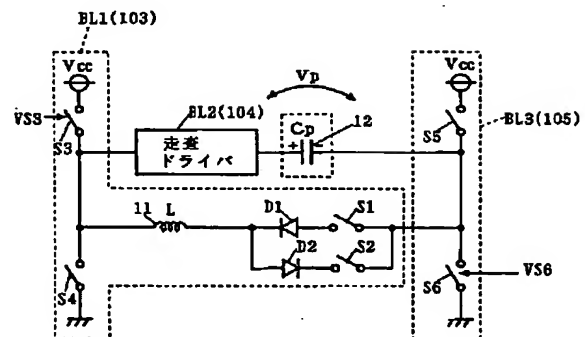 BL1(103)
Vcc
VS3
S3
BL2(104)
走査
ドライバ
Vp
Cp
+
12
Vcc
S5
BL3(105)
11
L
D1
S1
D2
S2
S4
S6
VS6